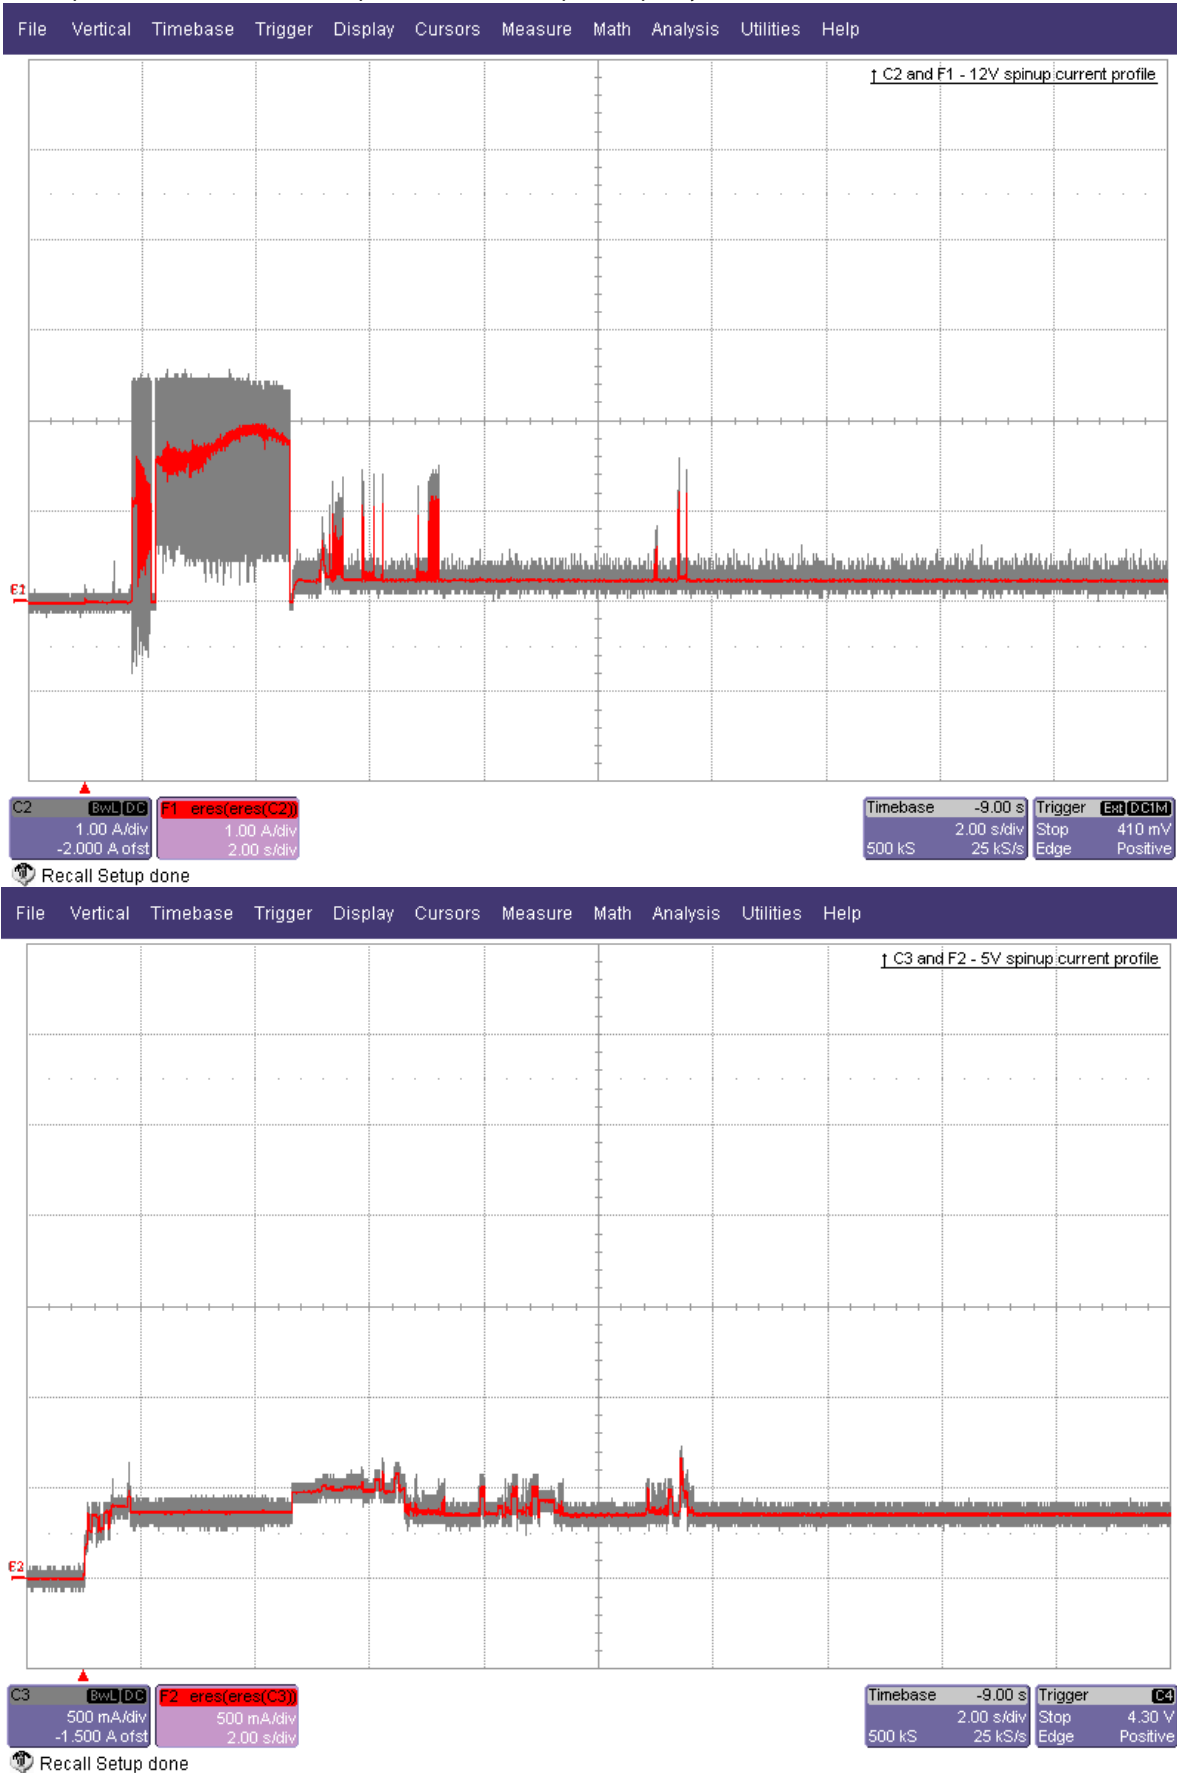 File Vertical Timebase Trigger Display Cursors Measure Math Analysis Utilities Help
↑ C2 and F1 - 12V spinup current profile
C2 BwL DC F1 eres(eres(C2)) Timebase -9.00 s Trigger Ext DC1M
1.00 A/div 1.00 A/div 2.00 s/div Stop 410 mV
-2.000 A ofst 2.00 s/div 500 kS 25 kS/s Edge Positive
Recall Setup done
File Vertical Timebase Trigger Display Cursors Measure Math Analysis Utilities Help
↑ C3 and F2 - 5V spinup current profile
C3 BwL DC F2 eres(eres(C3)) Timebase -9.00 s Trigger C4
500 mA/div 500 mA/div 2.00 s/div Stop 4.30 V
-1.500 A ofst 2.00 s/div 500 kS 25 kS/s Edge Positive
Recall Setup done